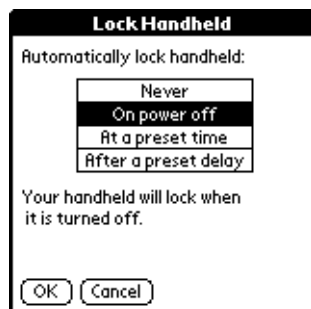 Lock Handheld
Automatically lock handheld:
Never
On power off
At a preset time
After a preset delay
Your handheld will lock when
it is turned off.
OK Cancel